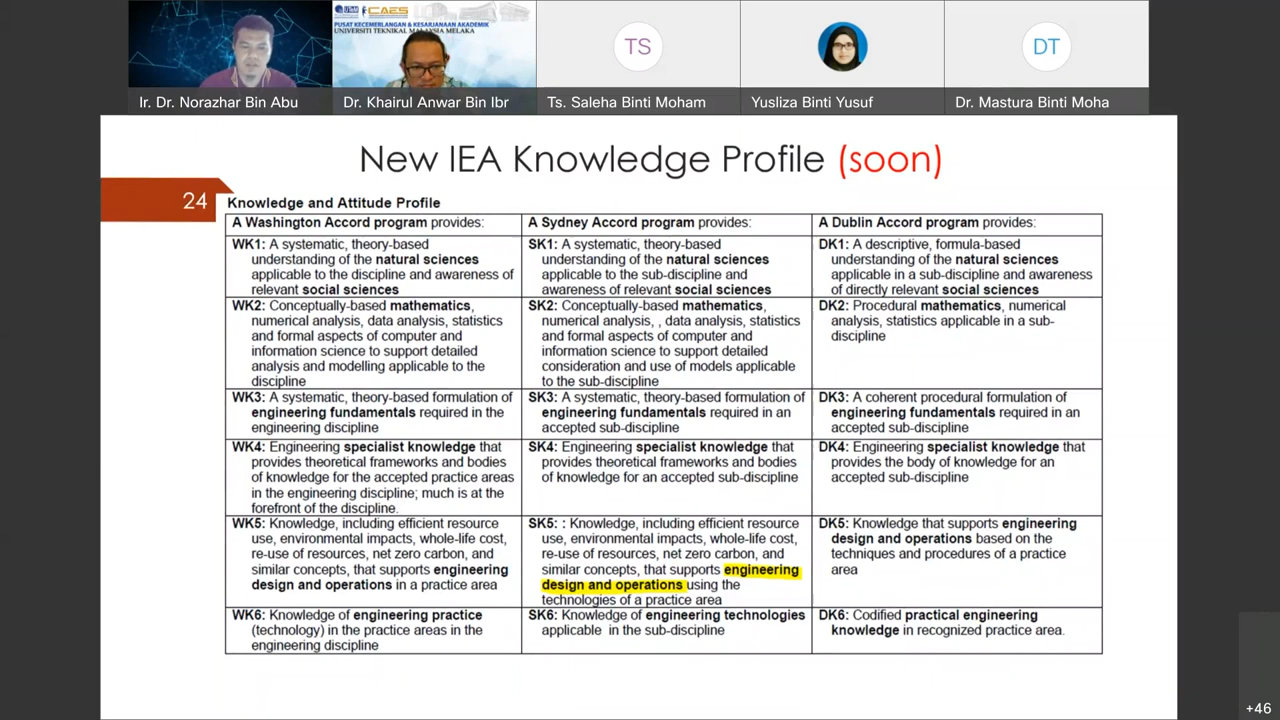 UTeM CAES
PUSAT KECEMERLANGAN & KESARJANAAN AKADEMIK
UNIVERSITI TEKNIKAL MALAYSIA MELAKA
TS
DT
Ir. Dr. Norazhar Bin Abu
Dr. Khairul Anwar Bin Ibr
Ts. Saleha Binti Moham
Yusliza Binti Yusuf
Dr. Mastura Binti Moha
New IEA Knowledge Profile (soon)
24
Knowledge and Attitude Profile
A Washington Accord program provides:
A Sydney Accord program provides:
A Dublin Accord program provides:
WK1: A systematic, theory-based
understanding of the natural sciences
applicable to the discipline and awareness of
relevant social sciences
SK1: A systematic, theory-based
understanding of the natural sciences
applicable to the sub-discipline and
awareness of relevant social sciences
DK1: A descriptive, formula-based
understanding of the natural sciences
applicable in a sub-discipline and awareness
of directly relevant social sciences
WK2: Conceptually-based mathematics,
numerical analysis, data analysis, statistics
and formal aspects of computer and
information science to support detailed
analysis and modelling applicable to the
discipline
SK2: Conceptually-based mathematics,
numerical analysis, , data analysis, statistics
and formal aspects of computer and
information science to support detailed
consideration and use of models applicable
to the sub-discipline
DK2: Procedural mathematics, numerical
analysis, statistics applicable in a sub-
discipline
WK3: A systematic, theory-based formulation of
engineering fundamentals required in the
engineering discipline
SK3: A systematic, theory-based formulation of
engineering fundamentals required in an
accepted sub-discipline
DK3: A coherent procedural formulation of
engineering fundamentals required in an
accepted sub-discipline
WK4: Engineering specialist knowledge that
provides theoretical frameworks and bodies
of knowledge for the accepted practice areas
in the engineering discipline; much is at the
forefront of the discipline.
SK4: Engineering specialist knowledge that
provides theoretical frameworks and bodies
of knowledge for an accepted sub-discipline
DK4: Engineering specialist knowledge that
provides the body of knowledge for an
accepted sub-discipline
WK5: Knowledge, including efficient resource
use, environmental impacts, whole-life cost,
re-use of resources, net zero carbon, and
similar concepts, that supports engineering
design and operations in a practice area
SK5: : Knowledge, including efficient resource
use, environmental impacts, whole-life cost,
re-use of resources, net zero carbon, and
similar concepts, that supports engineering
design and operations using the
technologies of a practice area
DK5: Knowledge that supports engineering
design and operations based on the
techniques and procedures of a practice
area
WK6: Knowledge of engineering practice
(technology) in the practice areas in the
engineering discipline
SK6: Knowledge of engineering technologies
applicable in the sub-discipline
DK6: Codified practical engineering
knowledge in recognized practice area.
+46